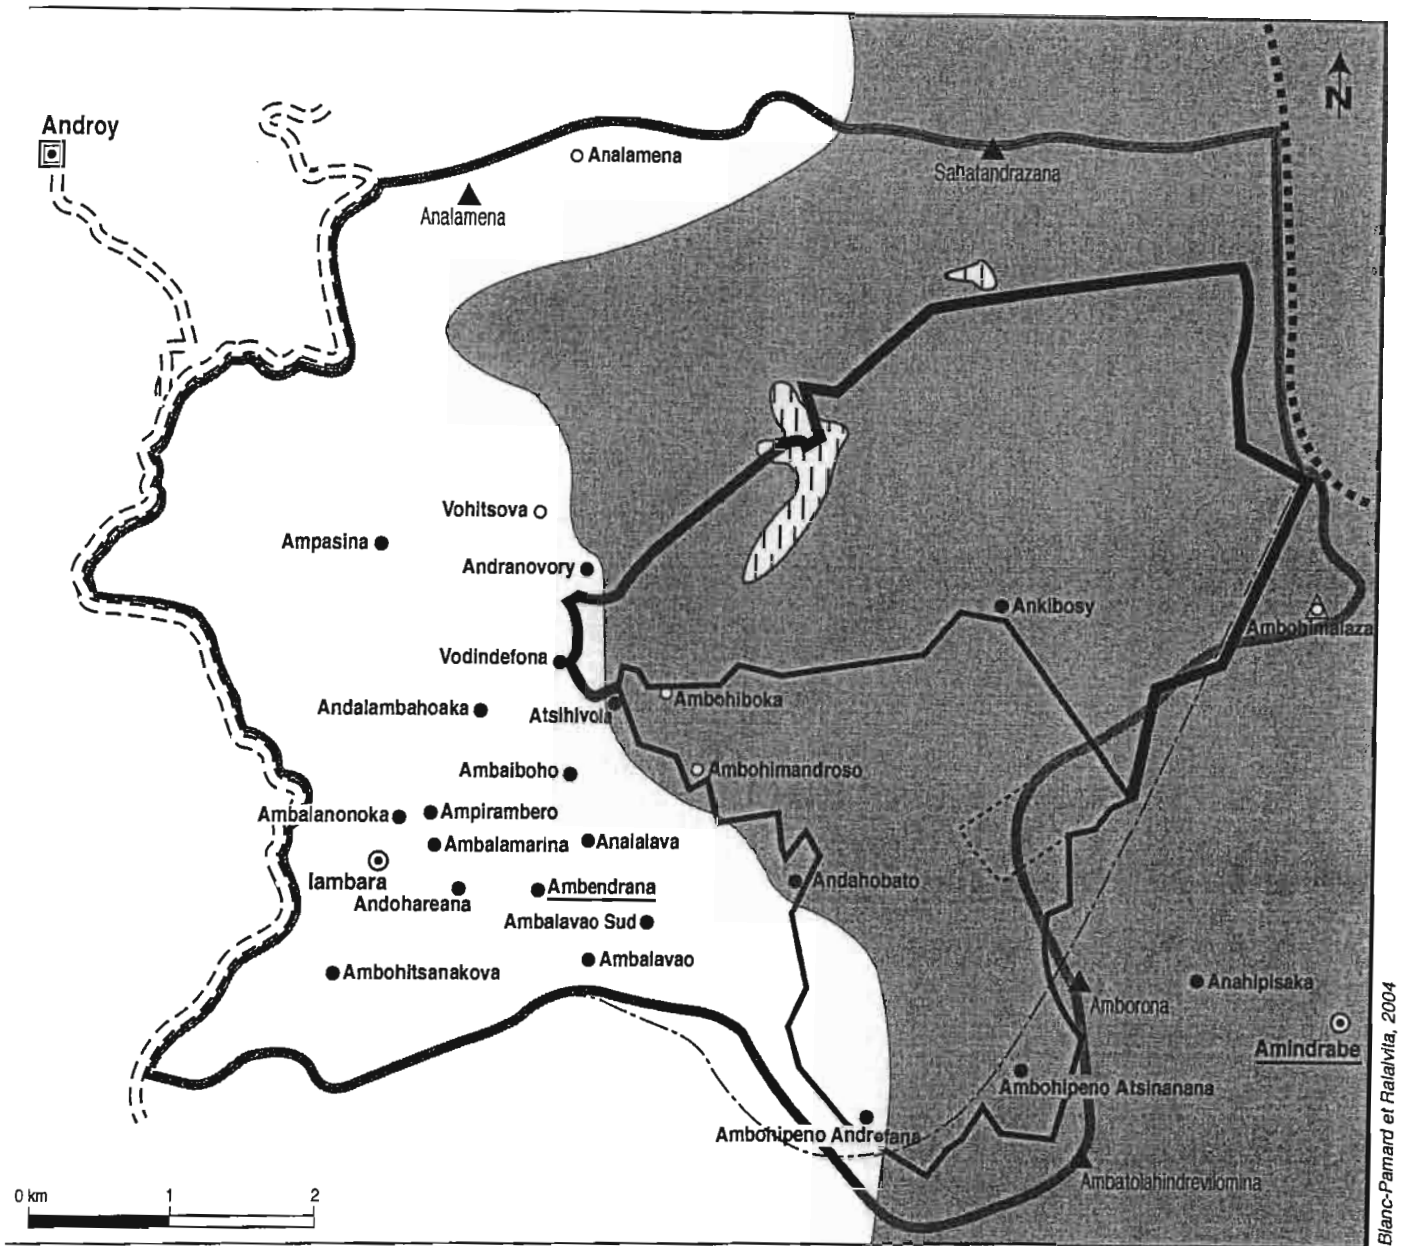 N
Androy
Analamena
Analamena
Sahatandrazana
Vohitsova
Ampasina
Andranovory
Ankibosy
Ambohimalaza
Vodindefona
Ambohiboka
Andalambahoaka
Atsihivola
Ambaiboho
Ambohimandroso
Ambalanonoka
Ampirambero
Ambalamarina
Analalava
Iambara
Andahobato
Andohareana
Ambendrana
Ambalavao Sud
Ambalavao
Ambohitsanakova
Anahipisaka
Amborona
Amindrabe
Ambohipeno Atsinanana
Ambohipeno Andrefana
Ambatolahindrevilomina
0 km 1 2
Blanc-Pamard et Ralaivita, 2004